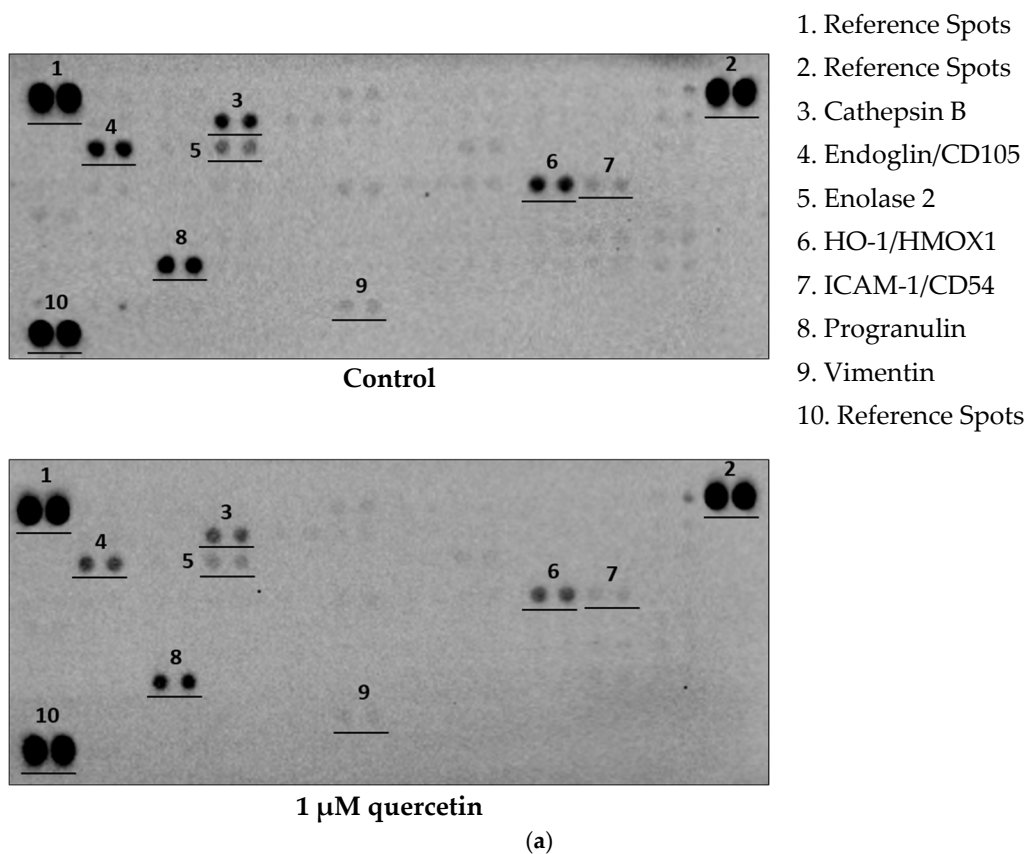 1. Reference Spots
2. Reference Spots
3. Cathepsin B
4. Endoglin/CD105
5. Enolase 2
6. HO-1/HMOX1
7. ICAM-1/CD54
8. Progranulin
9. Vimentin
10. Reference Spots
1
2
3
4
5
6
7
8
9
10
Control
1
2
3
4
5
6
7
8
9
10
1 μM quercetin
(a)